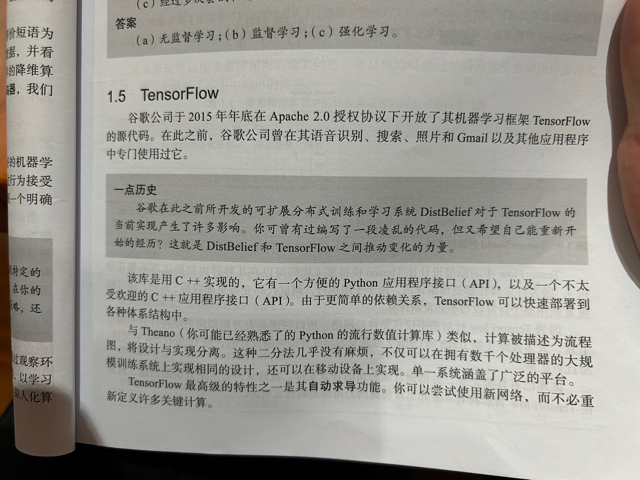 价短语为
据，并看
的降维算
器，我们
的机器学
行为接受
一个明确
现特定的
在你的
策略，还
过观察环
，以学习
以人化算
答案
（a）无监督学习；（b）监督学习；（c）强化学习。
1.5 TensorFlow
谷歌公司于 2015 年年底在 Apache 2.0 授权协议下开放了其机器学习框架 TensorFlow
的源代码。在此之前，谷歌公司曾在其语音识别、搜索、照片和 Gmail 以及其他应用程序
中专门使用过它。
一点历史
谷歌在此之前所开发的可扩展分布式训练和学习系统 DistBelief 对于 TensorFlow 的
当前实现产生了许多影响。你可曾有过编写了一段凌乱的代码，但又希望自己能重新开
始的经历？这就是 DistBelief 和 TensorFlow 之间推动变化的力量。
该库是用 C ++ 实现的，它有一个方便的 Python 应用程序接口（API），以及一个不太
受欢迎的 C ++ 应用程序接口（API）。由于更简单的依赖关系，TensorFlow 可以快速部署到
各种体系结构中。
与 Theano（你可能已经熟悉了的 Python 的流行数值计算库）类似，计算被描述为流程
图，将设计与实现分离。这种二分法几乎没有麻烦，不仅可以在拥有数千个处理器的大规
模训练系统上实现相同的设计，还可以在移动设备上实现。单一系统涵盖了广泛的平台。
TensorFlow 最高级的特性之一是其自动求导功能。你可以尝试使用新网络，而不必重
新定义许多关键计算。